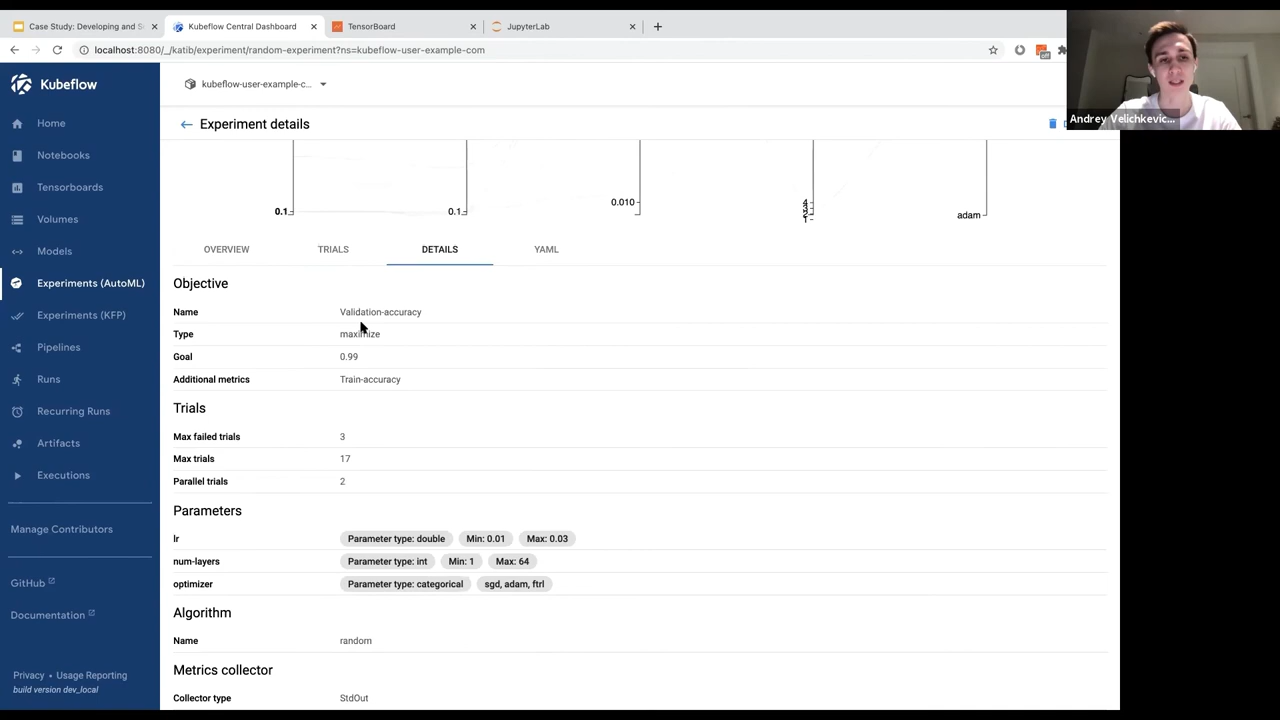 Case Study: Developing and S
Kubeflow Central Dashboard
TensorBoard
JupyterLab
localhost:8080/_/katib/experiment/random-experiment?ns=kubeflow-user-example-com
off
Andrey Velichkevic...
Kubeflow
kubeflow-user-example-c...
Home
Notebooks
Tensorboards
Volumes
Models
Experiments (AutoML)
Experiments (KFP)
Pipelines
Runs
Recurring Runs
Artifacts
Executions
Manage Contributors
GitHub
Documentation
Privacy • Usage Reporting
build version dev_local
Experiment details
0.1
0.1
0.010
4
3
2
1
adam
OVERVIEW TRIALS DETAILS YAML
Objective
Name Validation-accuracy
Type maximize
Goal 0.99
Additional metrics Train-accuracy
Trials
Max failed trials 3
Max trials 17
Parallel trials 2
Parameters
lr Parameter type: double Min: 0.01 Max: 0.03
num-layers Parameter type: int Min: 1 Max: 64
optimizer Parameter type: categorical sgd, adam, ftrl
Algorithm
Name random
Metrics collector
Collector type StdOut